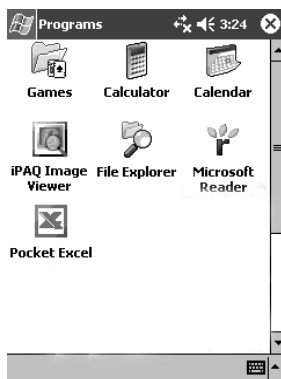 Programs 3:24
Games Calculator Calendar
iPAQ Image File Explorer Microsoft
Viewer Reader
Pocket Excel